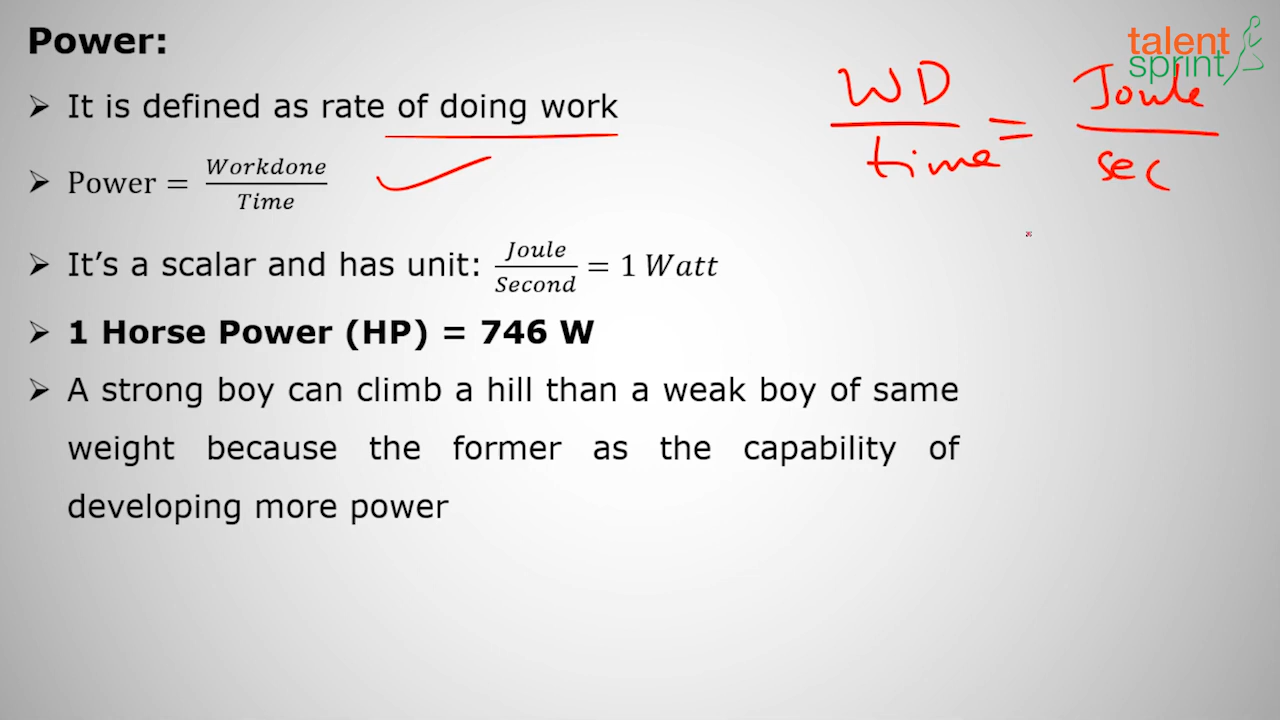 Power:
talent
sprint
➢ It is defined as rate of doing work
WD/time = Joule/sec
➢ Power = Workdone/Time
➢ It’s a scalar and has unit: Joule/Second = 1 Watt
➢ 1 Horse Power (HP) = 746 W
➢ A strong boy can climb a hill than a weak boy of same
weight because the former as the capability of
developing more power